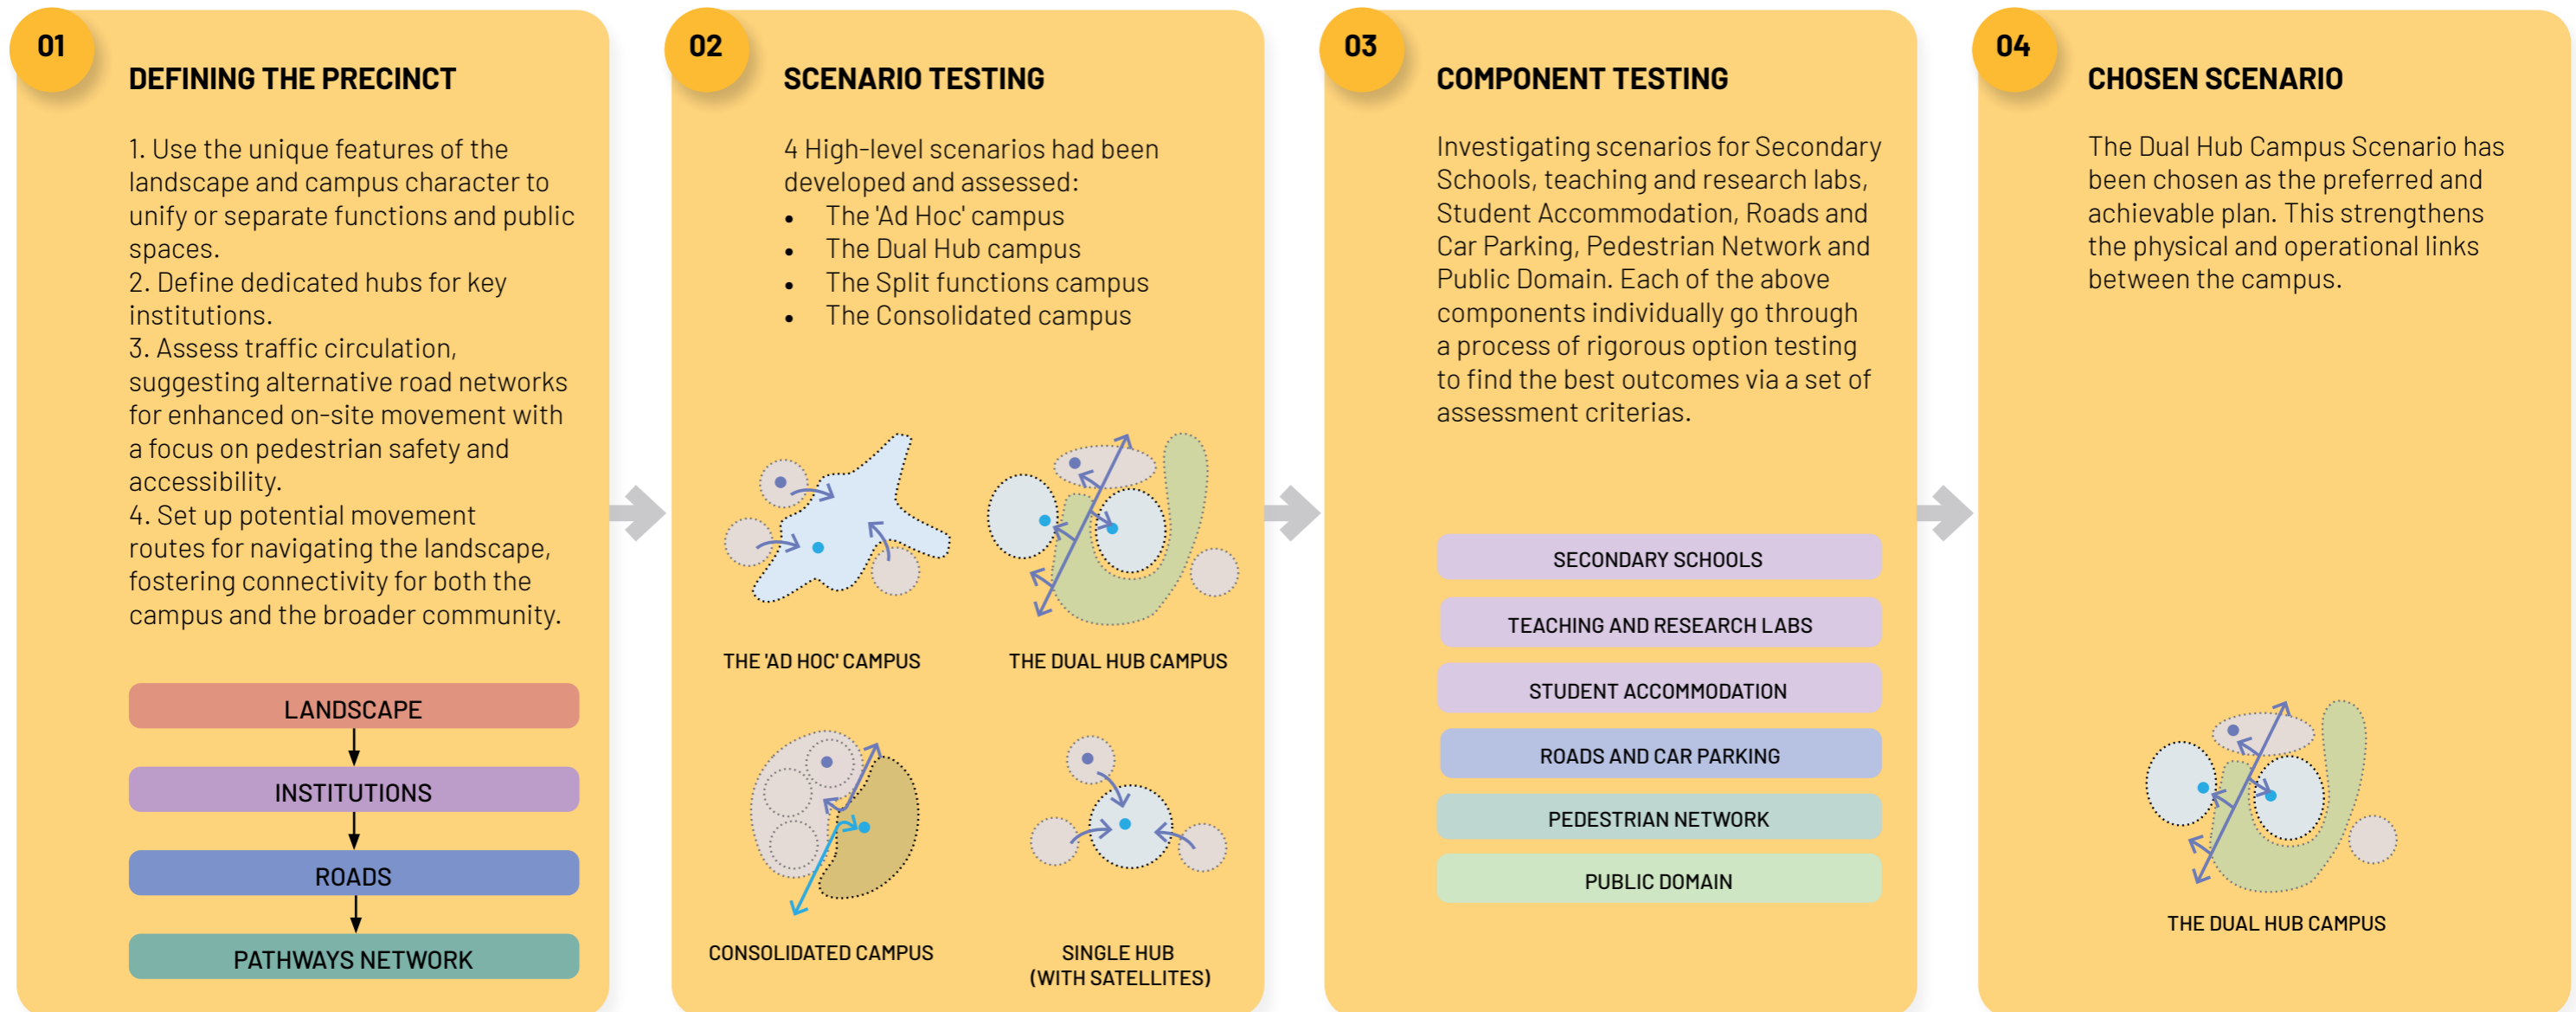 01
DEFINING THE PRECINCT
1. Use the unique features of the
landscape and campus character to
unify or separate functions and public
spaces.
2. Define dedicated hubs for key
institutions.
3. Assess traffic circulation,
suggesting alternative road networks
for enhanced on-site movement with
a focus on pedestrian safety and
accessibility.
4. Set up potential movement
routes for navigating the landscape,
fostering connectivity for both the
campus and the broader community.
LANDSCAPE
INSTITUTIONS
ROADS
PATHWAYS NETWORK
02
SCENARIO TESTING
4 High-level scenarios had been
developed and assessed:
• The 'Ad Hoc' campus
• The Dual Hub campus
• The Split functions campus
• The Consolidated campus
THE 'AD HOC' CAMPUS
THE DUAL HUB CAMPUS
CONSOLIDATED CAMPUS
SINGLE HUB
(WITH SATELLITES)
03
COMPONENT TESTING
Investigating scenarios for Secondary
Schools, teaching and research labs,
Student Accommodation, Roads and
Car Parking, Pedestrian Network and
Public Domain. Each of the above
components individually go through
a process of rigorous option testing
to find the best outcomes via a set of
assessment criterias.
SECONDARY SCHOOLS
TEACHING AND RESEARCH LABS
STUDENT ACCOMMODATION
ROADS AND CAR PARKING
PEDESTRIAN NETWORK
PUBLIC DOMAIN
04
CHOSEN SCENARIO
The Dual Hub Campus Scenario has
been chosen as the preferred and
achievable plan. This strengthens
the physical and operational links
between the campus.
THE DUAL HUB CAMPUS